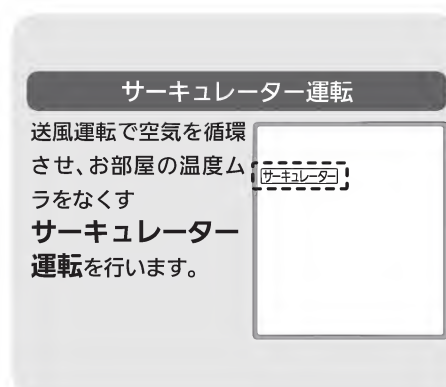 サーキュレーター運転
送風運転で空気を循環
させ、お部屋の温度ム
ラをなくす
サーキュレーター
運転を行います。
サーキュレーター